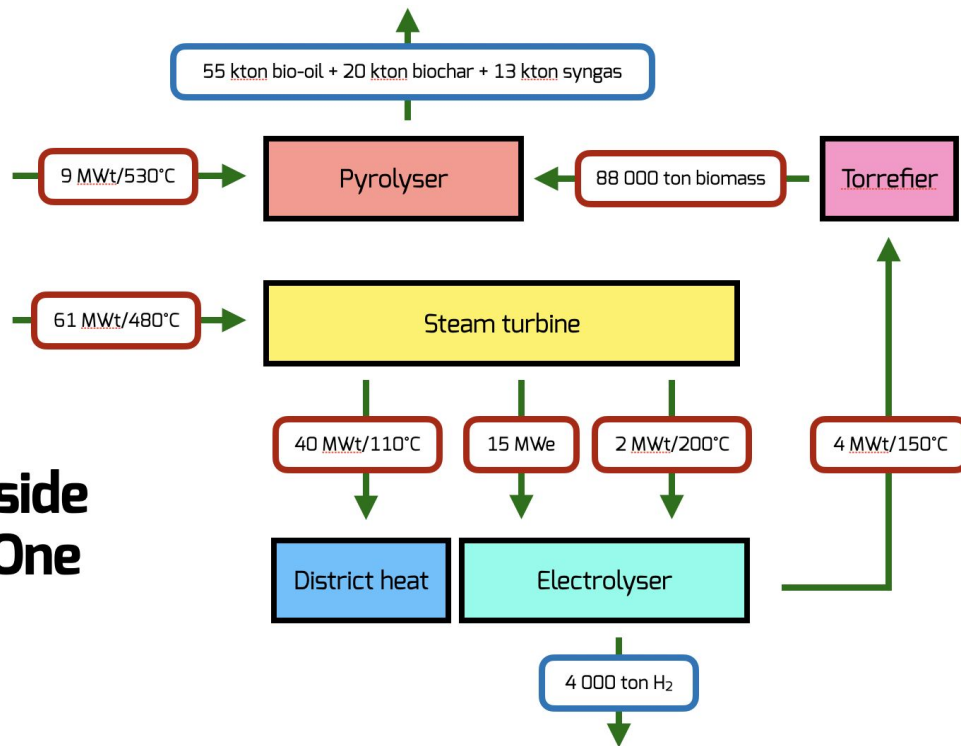 55 kton bio-oil + 20 kton biochar + 13 kton syngas
9 MWt/530°C
Pyrolyser
88 000 ton biomass
Torrefier
61 MWt/480°C
Steam turbine
40 MWt/110°C
15 MWe
2 MWt/200°C
4 MWt/150°C
side
One
District heat
Electrolyser
4 000 ton H₂